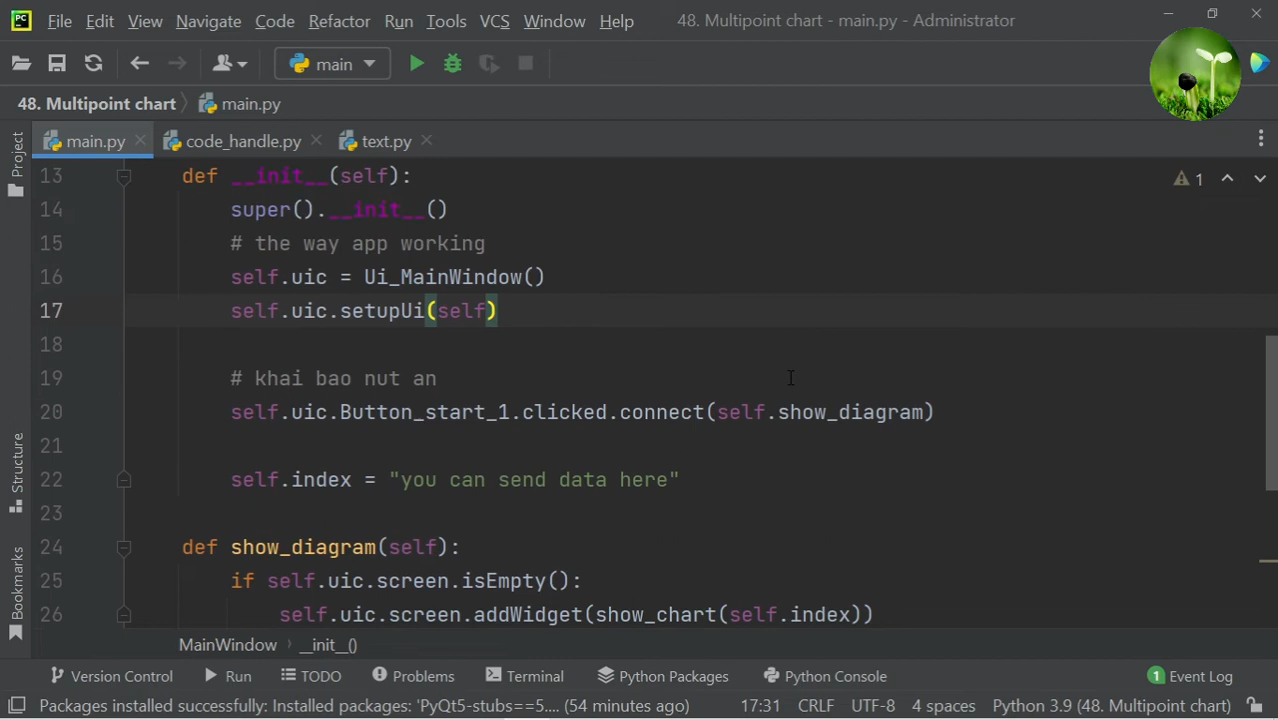 PC File Edit View Navigate Code Refactor Run Tools VCS Window Help 48. Multipoint chart - main.py - Administrator
main
48. Multipoint chart main.py
main.py code_handle.py text.py
Project
Structure
Bookmarks
13 def __init__(self):
14 super().__init__()
15 # the way app working
16 self.uic = Ui_MainWindow()
17 self.uic.setupUi(self)
18
19 # khai bao nut an
20 self.uic.Button_start_1.clicked.connect(self.show_diagram)
21
22 self.index = "you can send data here"
23
24 def show_diagram(self):
25 if self.uic.screen.isEmpty():
26 self.uic.screen.addWidget(show_chart(self.index))
1
MainWindow __init__()
Version Control Run TODO Problems Terminal Python Packages Python Console 1 Event Log
Packages installed successfully: Installed packages: 'PyQt5-stubs==5.... (54 minutes ago) 17:31 CRLF UTF-8 4 spaces Python 3.9 (48. Multipoint chart)